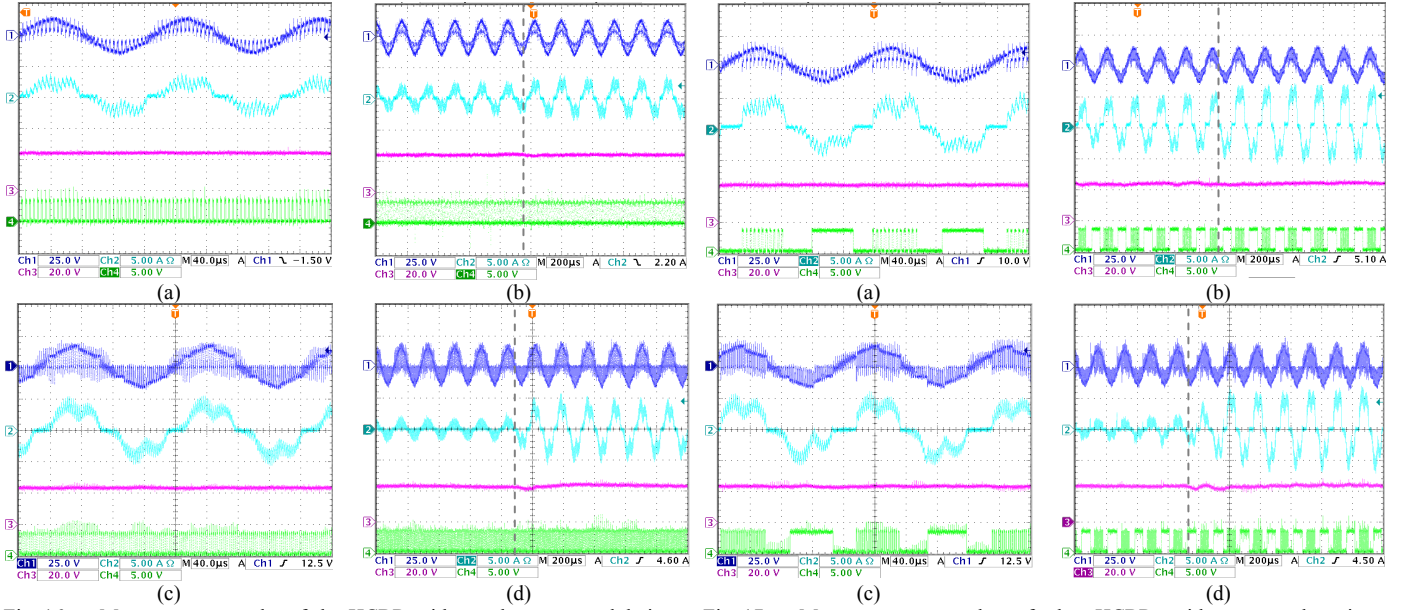 Ch1 25.0 V Ch2 5.00 A Ω M 40.0µs A Ch1 ↘ −1.50 V
Ch3 20.0 V Ch4 5.00 V
(a)
Ch1 25.0 V Ch2 5.00 A Ω M 200µs A Ch2 ↘ 2.20 A
Ch3 20.0 V Ch4 5.00 V
(b)
Ch1 25.0 V Ch2 5.00 A Ω M 40.0µs A Ch1 ƒ 10.0 V
Ch3 20.0 V Ch4 5.00 V
(a)
Ch1 25.0 V Ch2 5.00 A Ω M 200µs A Ch2 ƒ 5.10 A
Ch3 20.0 V Ch4 5.00 V
(b)
Ch1 25.0 V Ch2 5.00 A Ω M 40.0µs A Ch1 ƒ 12.5 V
Ch3 20.0 V Ch4 5.00 V
(c)
Ch1 25.0 V Ch2 5.00 A Ω M 200µs A Ch2 ƒ 4.60 A
Ch3 20.0 V Ch4 5.00 V
(d)
Ch1 25.0 V Ch2 5.00 A Ω M 40.0µs A Ch1 ƒ 12.5 V
Ch3 20.0 V Ch4 5.00 V
(c)
Ch1 25.0 V Ch2 5.00 A Ω M 200µs A Ch2 ƒ 4.50 A
Ch3 20.0 V Ch4 5.00 V
(d)